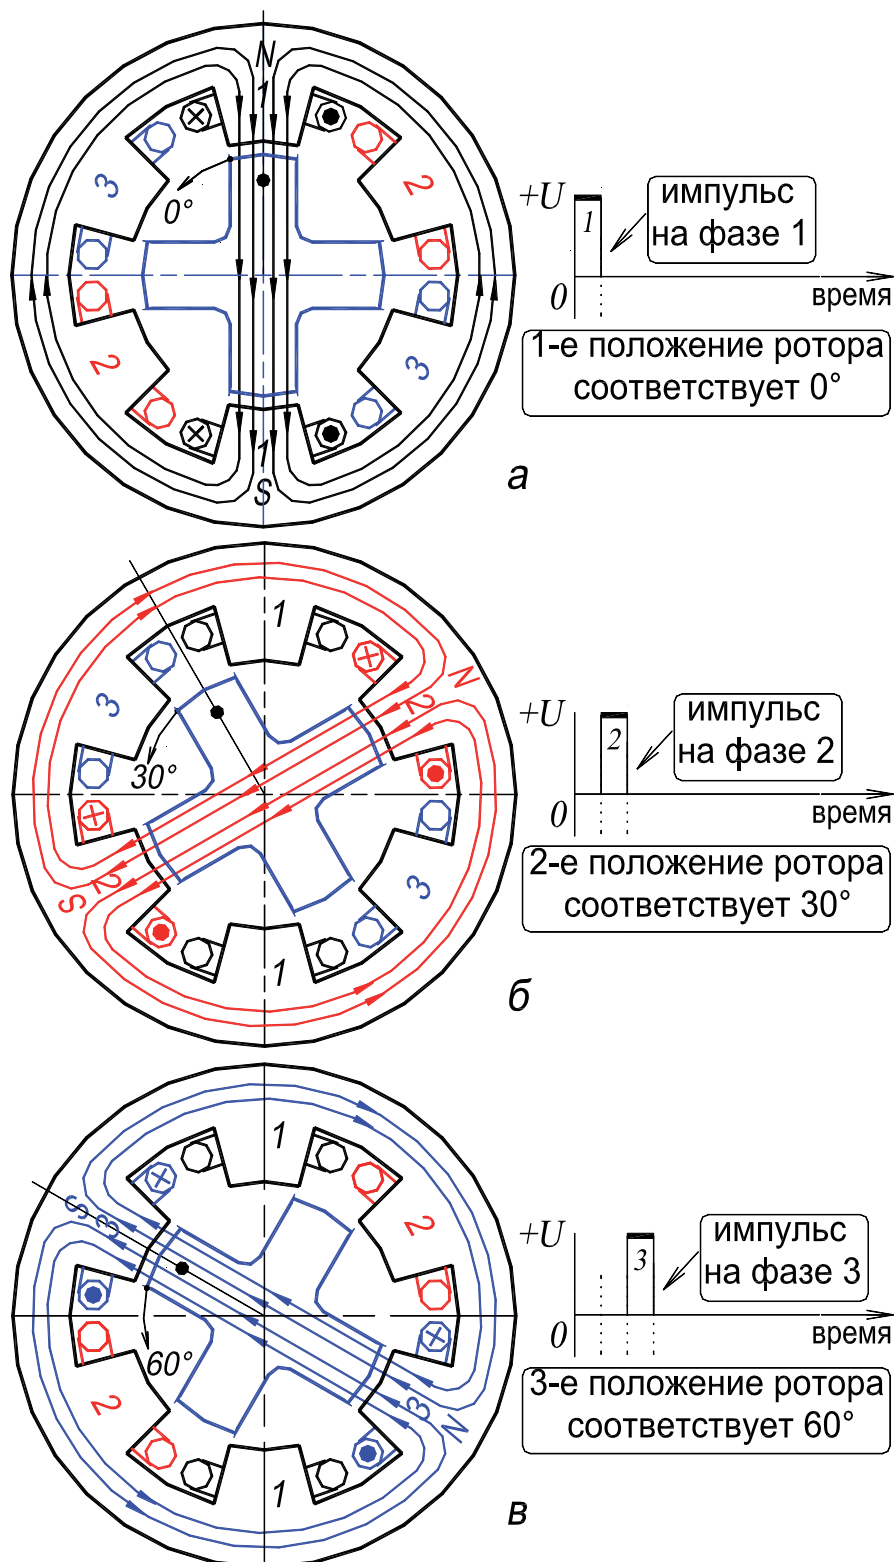 N
1
3
2
0°
2
3
1
S
+U
1
импульс
на фазе 1
0
время
1-е положение ротора
соответствует 0°
а
1
N
3
2
30°
2
S
3
1
+U
2
импульс
на фазе 2
0
время
2-е положение ротора
соответствует 30°
б
1
S
3
2
60°
2
3
N
1
+U
3
импульс
на фазе 3
0
время
3-е положение ротора
соответствует 60°
в